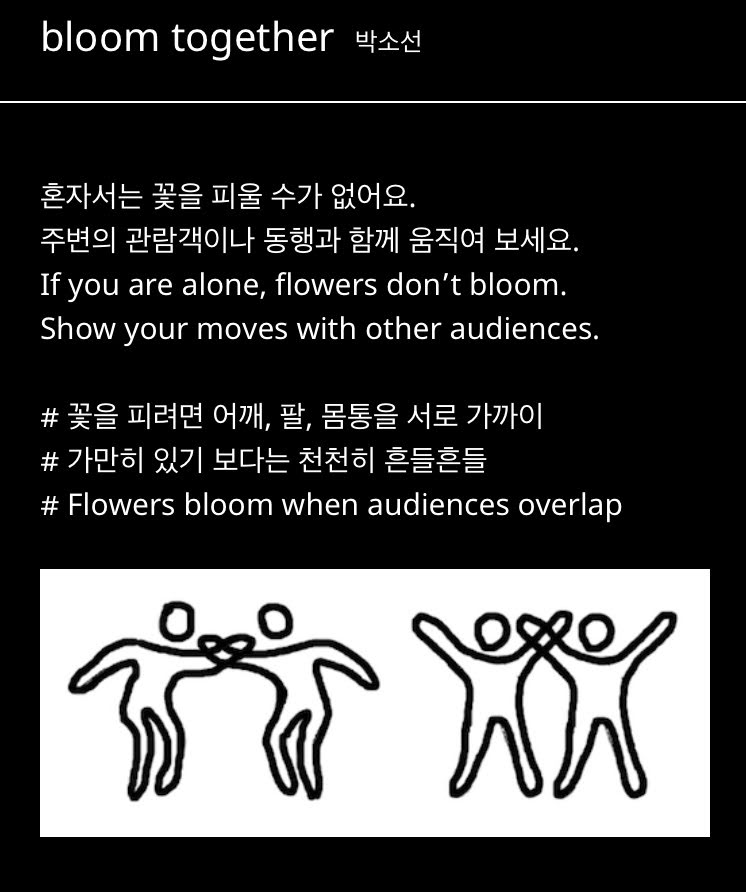 bloom together 박소선
혼자서는 꽃을 피울 수가 없어요.
주변의 관람객이나 동행과 함께 움직여 보세요.
If you are alone, flowers don’t bloom.
Show your moves with other audiences.
# 꽃을 피려면 어깨, 팔, 몸통을 서로 가까이
# 가만히 있기 보다는 천천히 흔들흔들
# Flowers bloom when audiences overlap